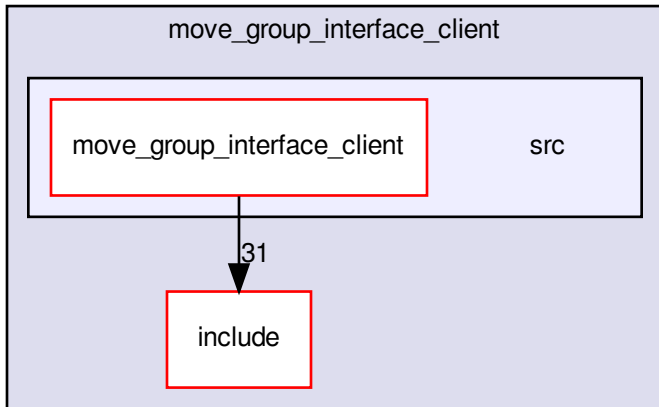 move_group_interface_client
move_group_interface_client
src
31
include